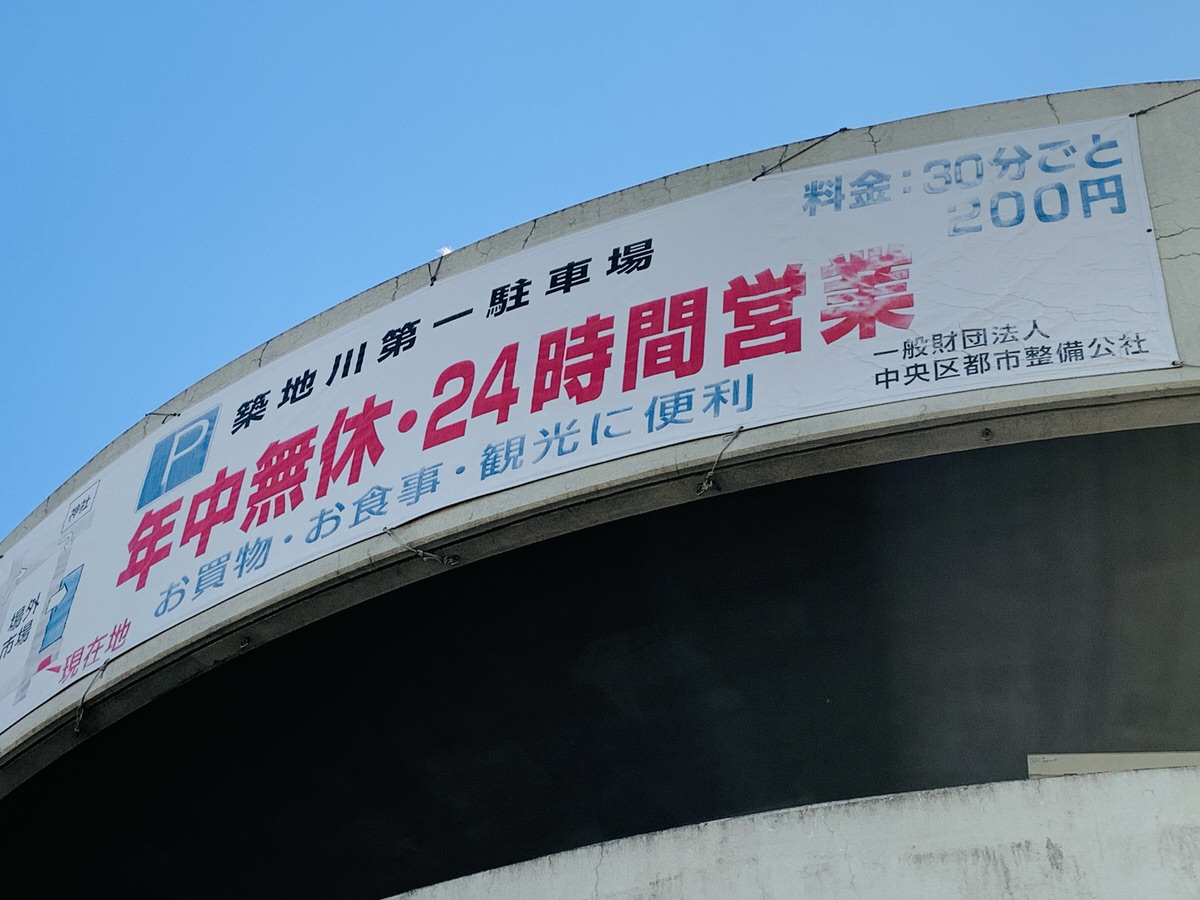 料金：30分ごと
200円
P 築地川第一駐車場
年中無休・24時間営業
お買物・お食事・観光に便利
一般財団法人
中央区都市整備公社
神社
場外
市場
現在地